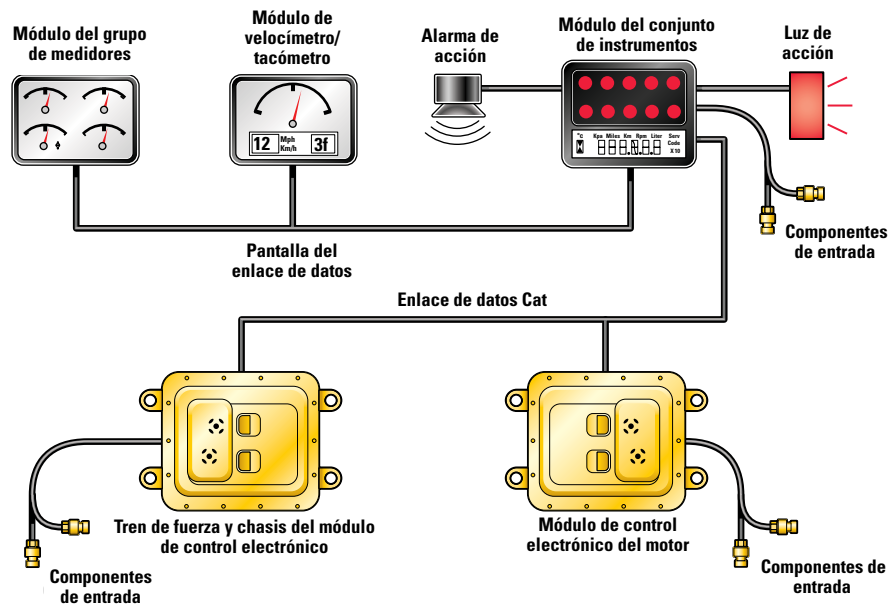 Módulo del grupo
de medidores
Módulo de
velocímetro/
tacómetro
Alarma de
acción
Módulo del conjunto
de instrumentos
Luz de
acción
12 Mph
Km/h 3f
°c Kpa Miles Km Rpm Liter Serv
Code
X10
Componentes
de entrada
Pantalla del
enlace de datos
Enlace de datos Cat
Tren de fuerza y chasis del módulo
de control electrónico
Módulo de control
electrónico del motor
Componentes
de entrada
Componentes de
entrada